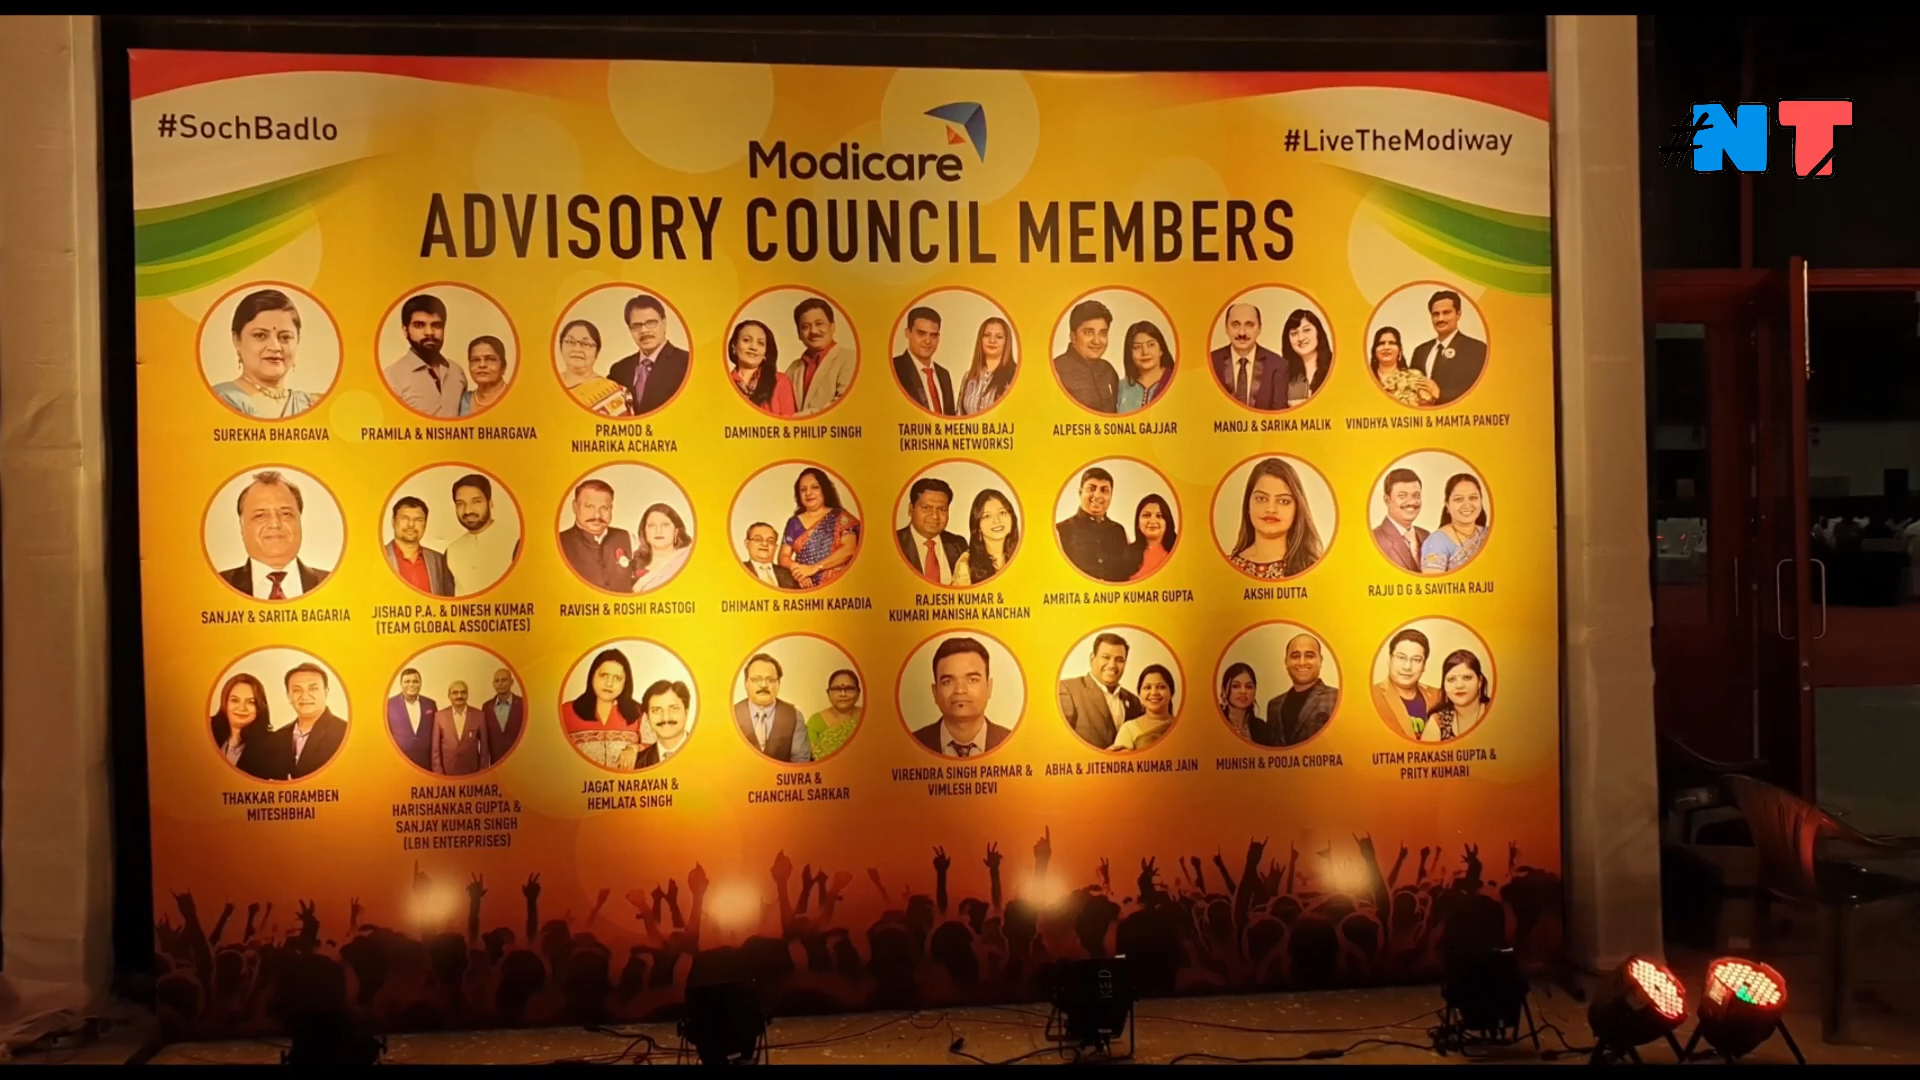 #SochBadlo
Modicare
#LiveTheModiway
#NT
ADVISORY COUNCIL MEMBERS
SUREKHA BHARGAVA
PRAMILA & NISHANT BHARGAVA
PRAMOD &
NIHARIKA ACHARYA
DAMINDER & PHILIP SINGH
TARUN & MEENU BAJAJ
(KRISHNA NETWORKS)
ALPESH & SONAL GAJJAR
MANOJ & SARIKA MALIK
VINDHYA VASINI & MAMTA PANDEY
SANJAY & SARITA BAGARIA
JISHAD P.A. & DINESH KUMAR
(TEAM GLOBAL ASSOCIATES)
RAVISH & ROSHI RASTOGI
DHIMANT & RASHMI KAPADIA
RAJESH KUMAR &
KUMARI MANISHA KANCHAN
AMRITA & ANUP KUMAR GUPTA
AKSHI DUTTA
RAJU D G & SAVITHA RAJU
THAKKAR FORAMBEN
MITESHBHAI
RANJAN KUMAR,
HARISHANKAR GUPTA &
SANJAY KUMAR SINGH
(LBN ENTERPRISES)
JAGAT NARAYAN &
HEMLATA SINGH
SUVRA &
CHANCHAL SARKAR
VIRENDRA SINGH PARMAR &
VIMLESH DEVI
ABHA & JITENDRA KUMAR JAIN
MUNISH & POOJA CHOPRA
UTTAM PRAKASH GUPTA &
PRITY KUMARI
KED